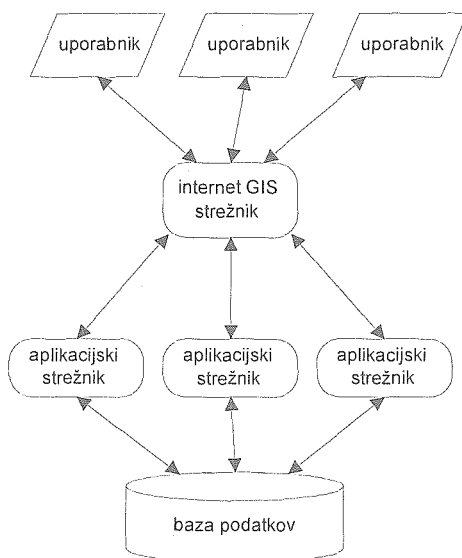 uporabnik
uporabnik
uporabnik
internet GIS
strežnik
aplikacijski
strežnik
aplikacijski
strežnik
aplikacijski
strežnik
baza podatkov